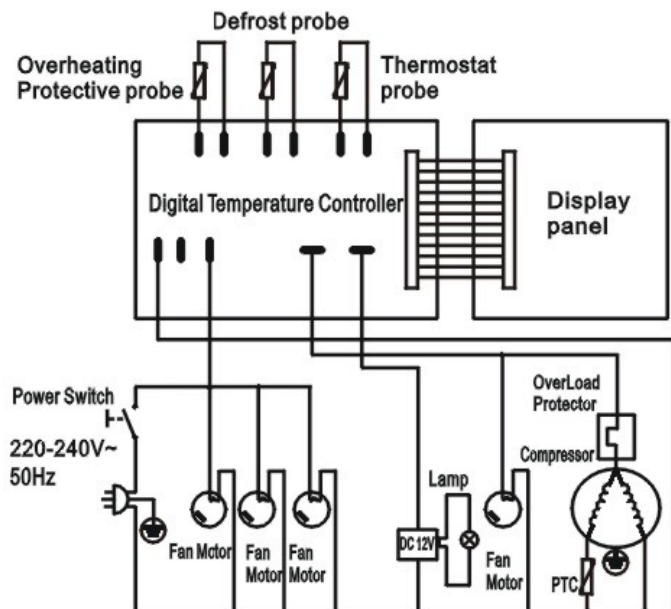 Defrost probe
Overheating
Protective probe
Thermostat
probe
Digital Temperature Controller
Display
panel
Power Switch
220-240V~
50Hz
OverLoad
Protector
Compressor
Lamp
DC 12V
Fan Motor
Fan
Motor
Fan
Motor
Fan
Motor
PTC